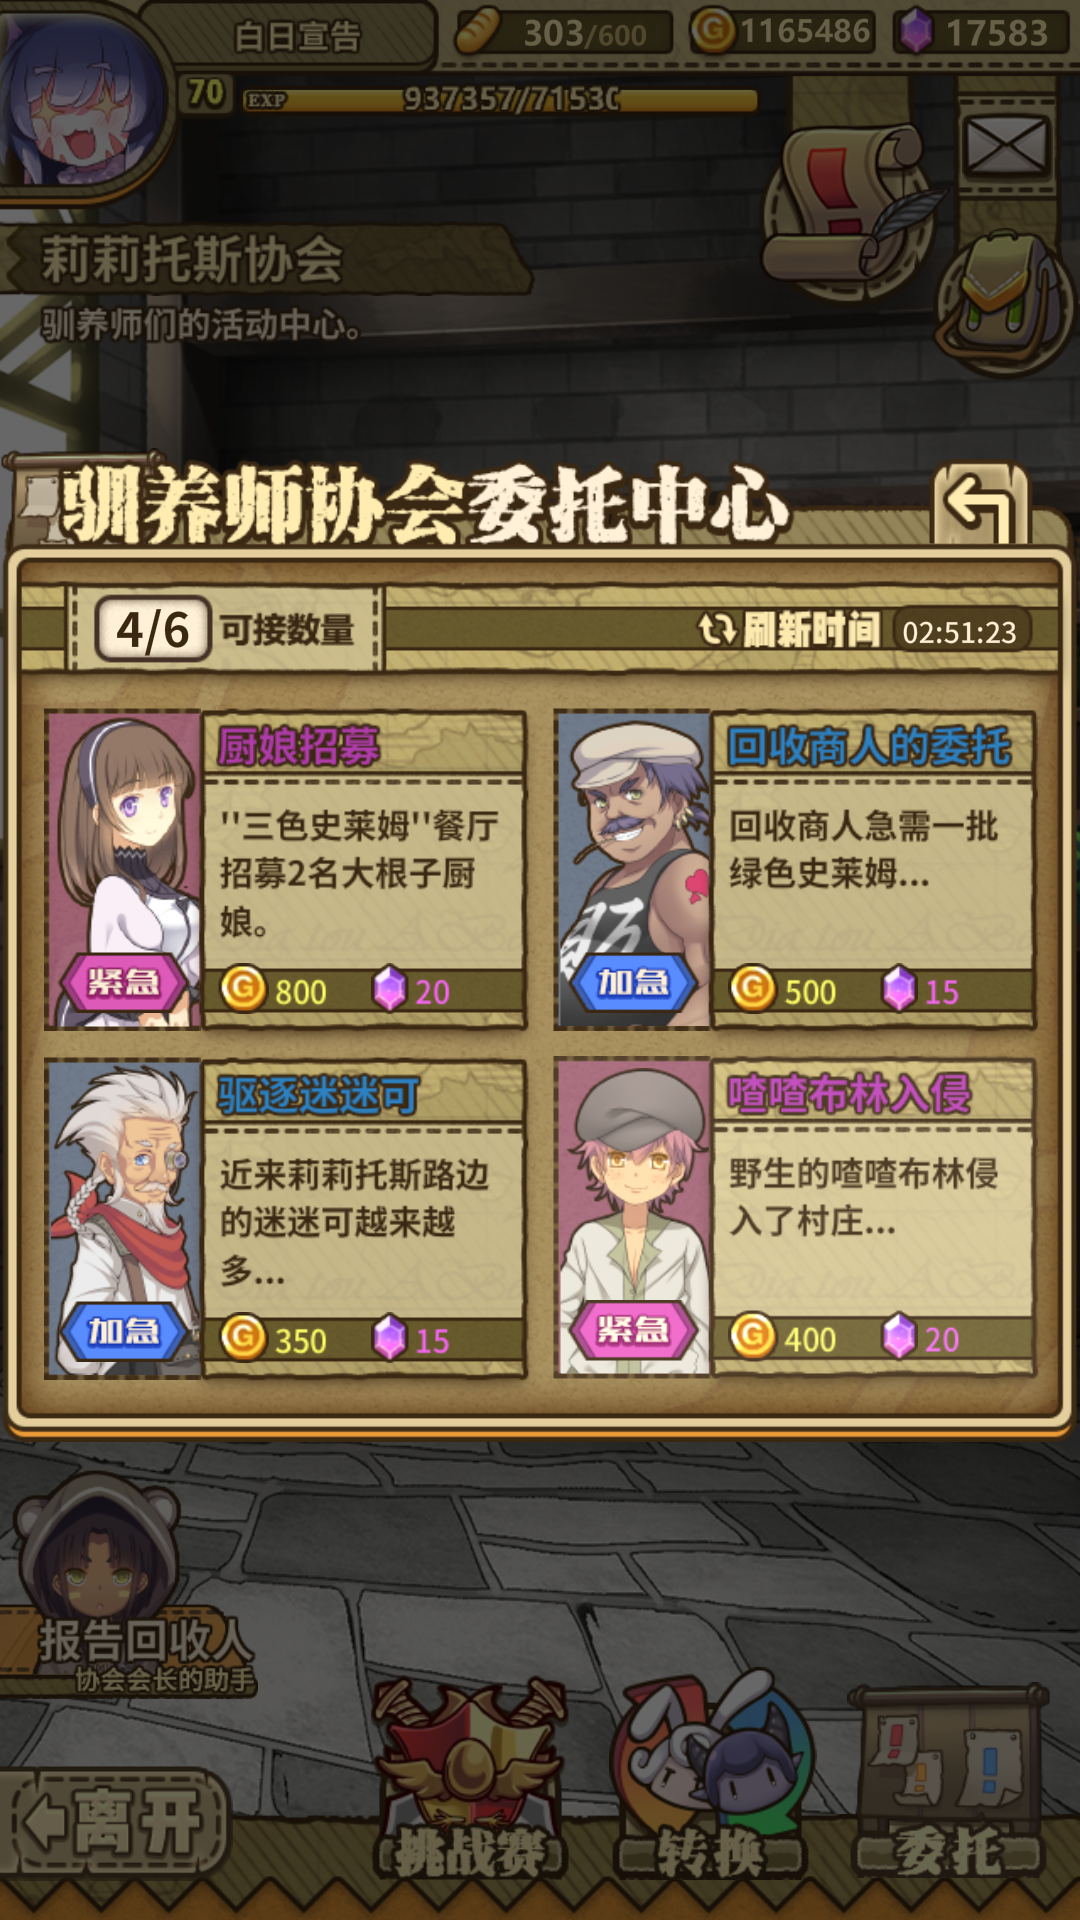 白日宣告
303/600
1165486
17583
70
EXP
937357/71530
莉莉托斯协会
驯养师们的活动中心。
驯养师协会委托中心
4/6
可接数量
刷新时间
02:51:23
厨娘招募
"三色史莱姆"餐厅
招募2名大根子厨
娘。
紧急
800
20
回收商人的委托
回收商人急需一批
绿色史莱姆...
加急
500
15
驱逐迷迷可
近来莉莉托斯路边
的迷迷可越来越
多...
加急
350
15
喳喳布林入侵
野生的喳喳布林侵
入了村庄...
紧急
400
20
报告回收人
协会会长的助手
离开
挑战赛
转换
委托